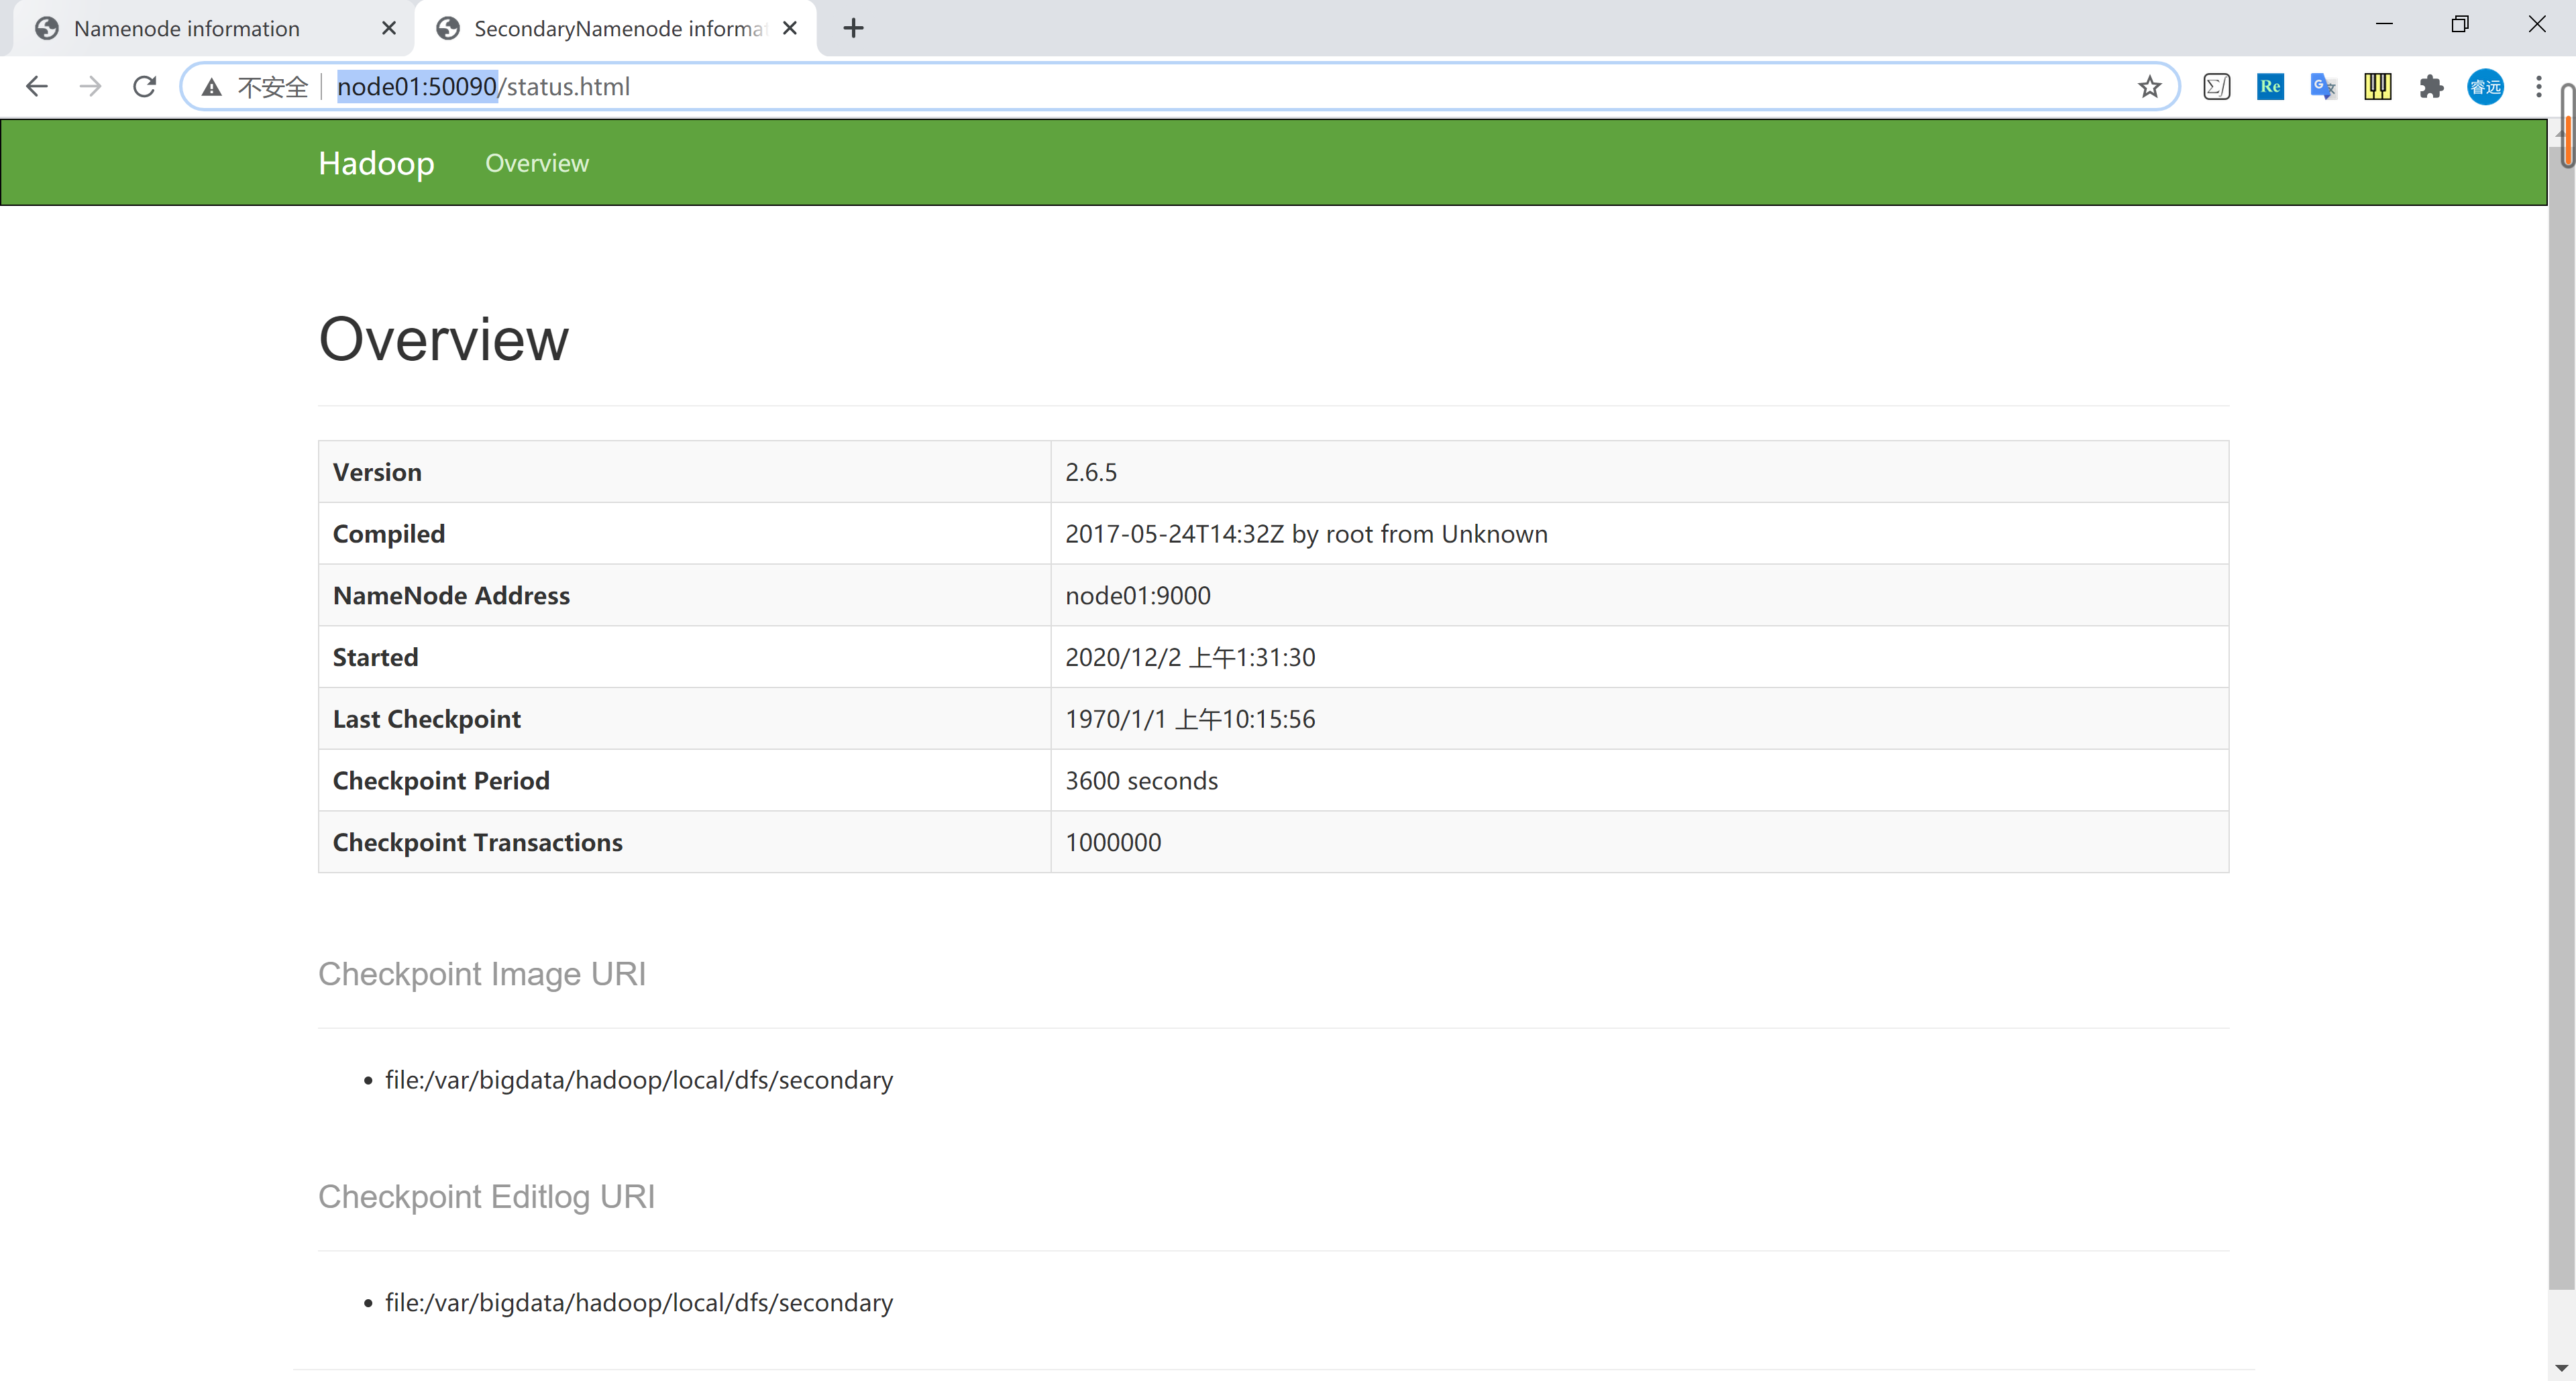 Namenode information
SecondaryNamenode informa
不安全 node01:50090/status.html
Re
睿远
Hadoop Overview
Overview
Version 2.6.5
Compiled 2017-05-24T14:32Z by root from Unknown
NameNode Address node01:9000
Started 2020/12/2 上午1:31:30
Last Checkpoint 1970/1/1 上午10:15:56
Checkpoint Period 3600 seconds
Checkpoint Transactions 1000000
Checkpoint Image URI
file:/var/bigdata/hadoop/local/dfs/secondary
Checkpoint Editlog URI
file:/var/bigdata/hadoop/local/dfs/secondary